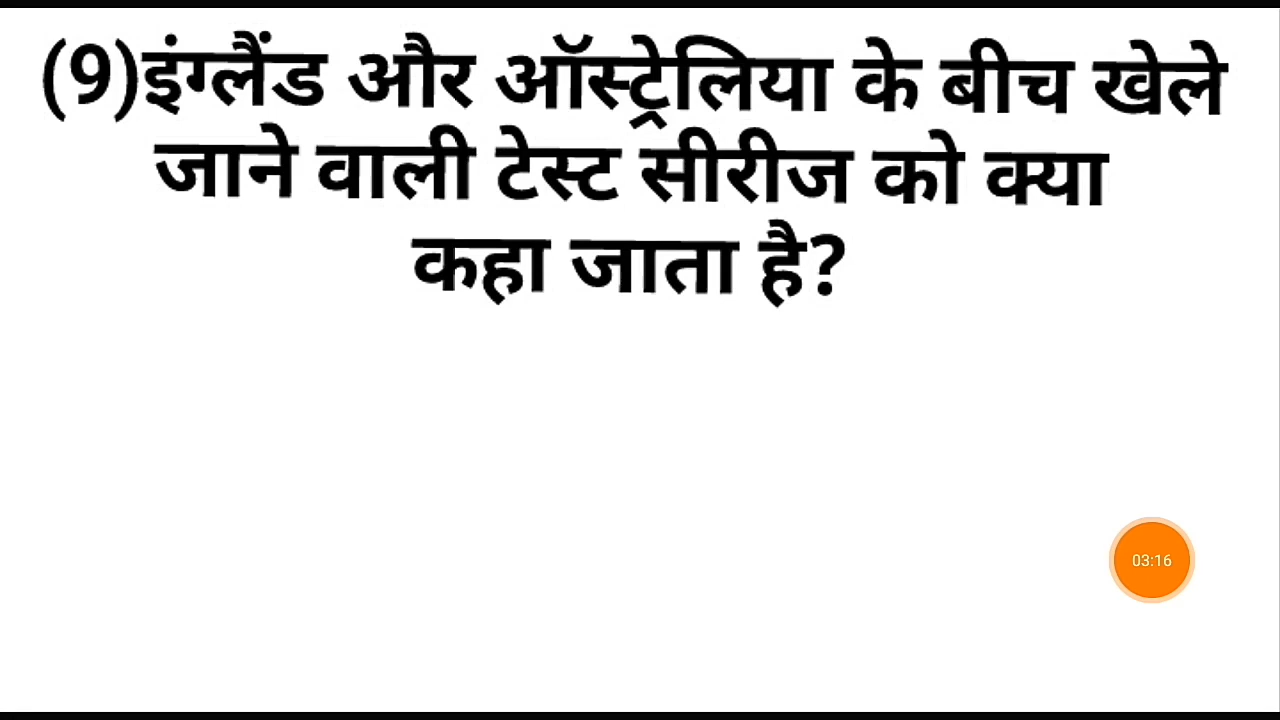 (9)इंग्लैंड और ऑस्ट्रेलिया के बीच खेले
जाने वाली टेस्ट सीरीज को क्या
कहा जाता है?
03:16